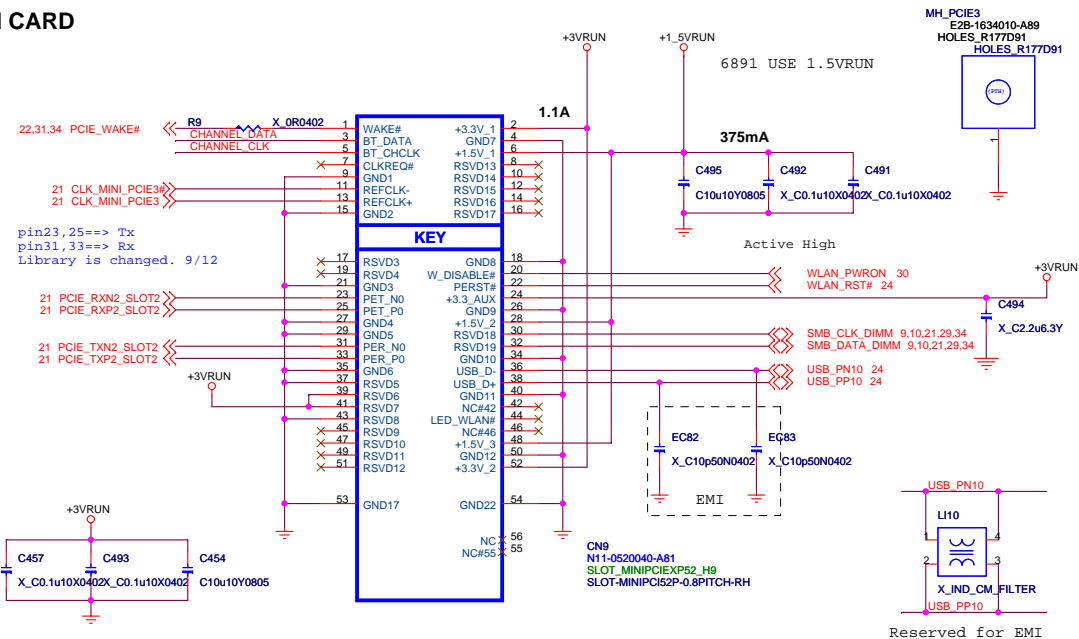 CARD
MH_PCIE3
E2B-1634010-A89
HOLES_R177D91
HOLES_R177D91
(PTH)
1
+3VRUN
+1_5VRUN
6891 USE 1.5VRUN
1.1A
375mA
22,31,34 PCIE_WAKE#
R9
X_0R0402
CHANNEL_DATA
CHANNEL_CLK
21 CLK_MINI_PCIE3#
21 CLK_MINI_PCIE3
pin23,25==> Tx
pin31,33==> Rx
Library is changed. 9/12
21 PCIE_RXN2_SLOT2
21 PCIE_RXP2_SLOT2
21 PCIE_TXN2_SLOT2
21 PCIE_TXP2_SLOT2
+3VRUN
1 WAKE# +3.3V_1 2
3 BT_DATA GND7 4
5 BT_CHCLK +1.5V_1 6
7 CLKREQ# RSVD13 8
9 GND1 RSVD14 10
11 REFCLK- RSVD15 12
13 REFCLK+ RSVD16 14
15 GND2 RSVD17 16
KEY
17 RSVD3 GND8 18
19 RSVD4 W_DISABLE# 20
21 GND3 PERST# 22
23 PET_N0 +3.3_AUX 24
25 PET_P0 GND9 26
27 GND4 +1.5V_2 28
29 GND5 RSVD18 30
31 PER_N0 RSVD19 32
33 PER_P0 GND10 34
35 GND6 USB_D- 36
37 RSVD5 USB_D+ 38
39 RSVD6 GND11 40
41 RSVD7 NC#42 42
43 RSVD8 LED_WLAN# 44
45 RSVD9 NC#46 46
47 RSVD10 +1.5V_3 48
49 RSVD11 GND12 50
51 RSVD12 +3.3V_2 52
53 GND17 GND22 54
NC 56
NC#55 55
CN9
N11-0520040-A81
SLOT_MINIPCIEXP52_H9
SLOT-MINIPCI52P-0.8PITCH-RH
C495
C10u10Y0805
C492
X_C0.1u10X0402
C491
X_C0.1u10X0402
Active High
WLAN_PWRON 30
WLAN_RST# 24
+3VRUN
C494
X_C2.2u6.3Y
SMB_CLK_DIMM 9,10,21,29,34
SMB_DATA_DIMM 9,10,21,29,34
USB_PN10 24
USB_PP10 24
EC82
X_C10p50N0402
EC83
X_C10p50N0402
EMI
+3VRUN
C457
X_C0.1u10X0402
C493
X_C0.1u10X0402
C454
C10u10Y0805
USB_PN10
LI10
1
4
2
3
X_IND_CM_FILTER
USB_PP10
Reserved for EMI